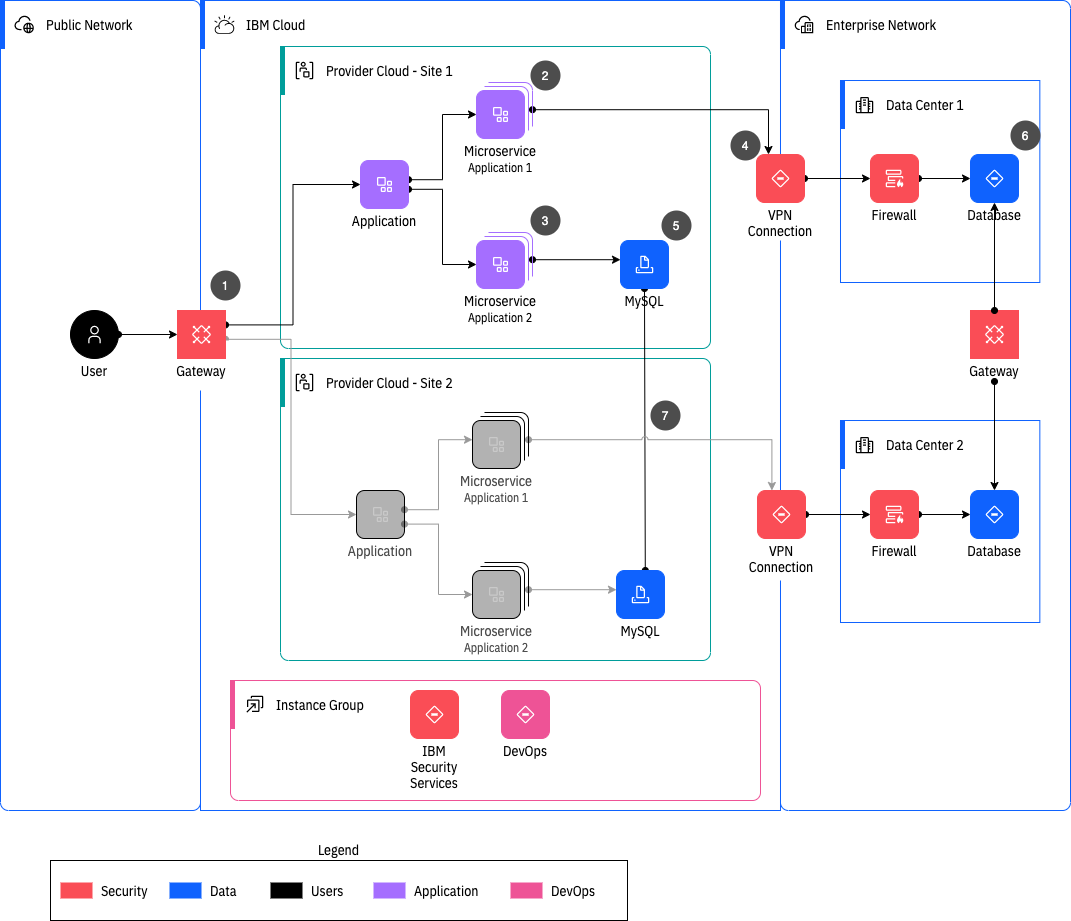 Public Network
IBM Cloud
Enterprise Network
Provider Cloud - Site 1
2
Data Center 1
4
6
Microservice
Application 1
Application
VPN
Connection
Firewall
Database
3
5
1
Microservice
Application 2
MySQL
User
Gateway
Gateway
Provider Cloud - Site 2
7
Data Center 2
Microservice
Application 1
Application
VPN
Connection
Firewall
Database
Microservice
Application 2
MySQL
Instance Group
IBM
Security
Services
DevOps
Legend
Security
Data
Users
Application
DevOps